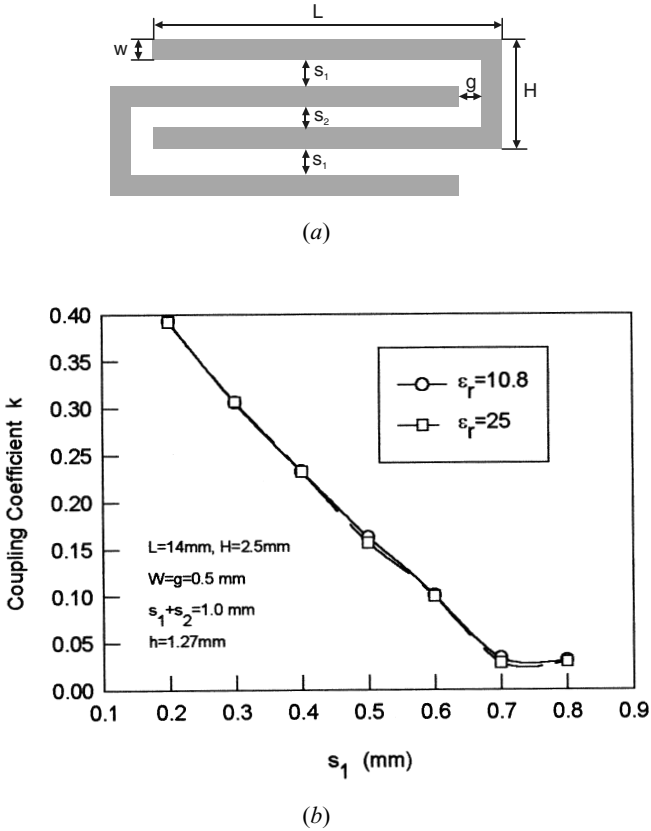 L
w
s₁
g
H
s₂
s₁
(a)
0.40
0.35
0.30
0.25
0.20
0.15
0.10
0.05
0.00
Coupling Coefficient k
εr=10.8
εr=25
L=14mm, H=2.5mm
W=g=0.5 mm
s₁+s₂=1.0 mm
h=1.27mm
0.1 0.2 0.3 0.4 0.5 0.6 0.7 0.8 0.9
s₁ (mm)
(b)